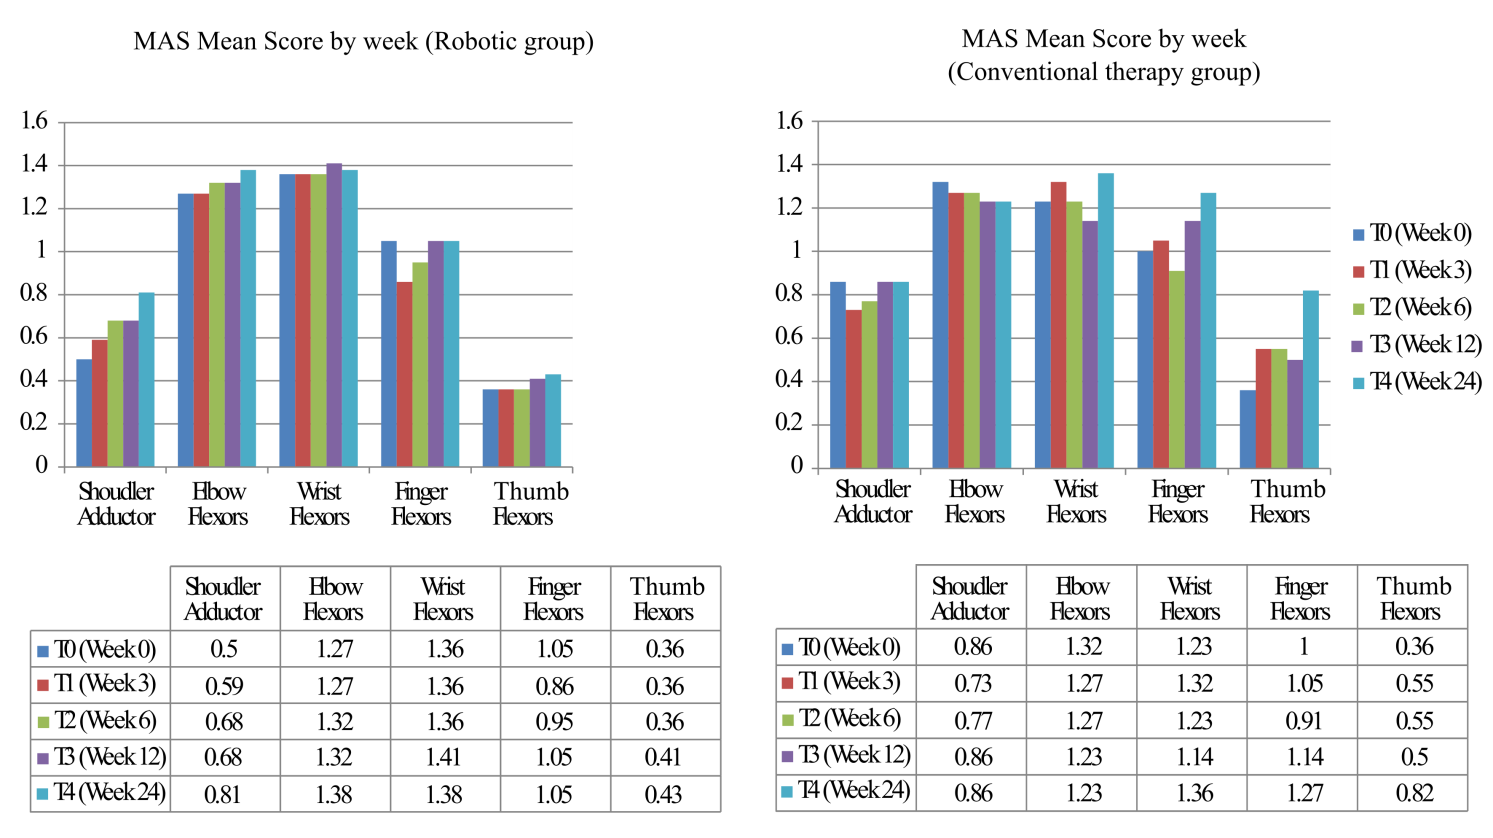 MAS Mean Score by week (Robotic group)
1.6
1.4
1.2
1
0.8
0.6
0.4
0.2
0
Shoudler Adductor
Elbow Flexors
Wrist Flexors
Finger Flexors
Thumb Flexors
Shoudler Adductor Elbow Flexors Wrist Flexors Finger Flexors Thumb Flexors
T0 (Week 0) 0.5 1.27 1.36 1.05 0.36
T1 (Week 3) 0.59 1.27 1.36 0.86 0.36
T2 (Week 6) 0.68 1.32 1.36 0.95 0.36
T3 (Week 12) 0.68 1.32 1.41 1.05 0.41
T4 (Week 24) 0.81 1.38 1.38 1.05 0.43
MAS Mean Score by week
(Conventional therapy group)
1.6
1.4
1.2
1
0.8
0.6
0.4
0.2
0
Shoudler Adductor
Elbow Flexors
Wrist Flexors
Finger Flexors
Thumb Flexors
T0 (Week 0)
T1 (Week 3)
T2 (Week 6)
T3 (Week 12)
T4 (Week 24)
Shoudler Adductor Elbow Flexors Wrist Flexors Finger Flexors Thumb Flexors
T0 (Week 0) 0.86 1.32 1.23 1 0.36
T1 (Week 3) 0.73 1.27 1.32 1.05 0.55
T2 (Week 6) 0.77 1.27 1.23 0.91 0.55
T3 (Week 12) 0.86 1.23 1.14 1.14 0.5
T4 (Week 24) 0.86 1.23 1.36 1.27 0.82